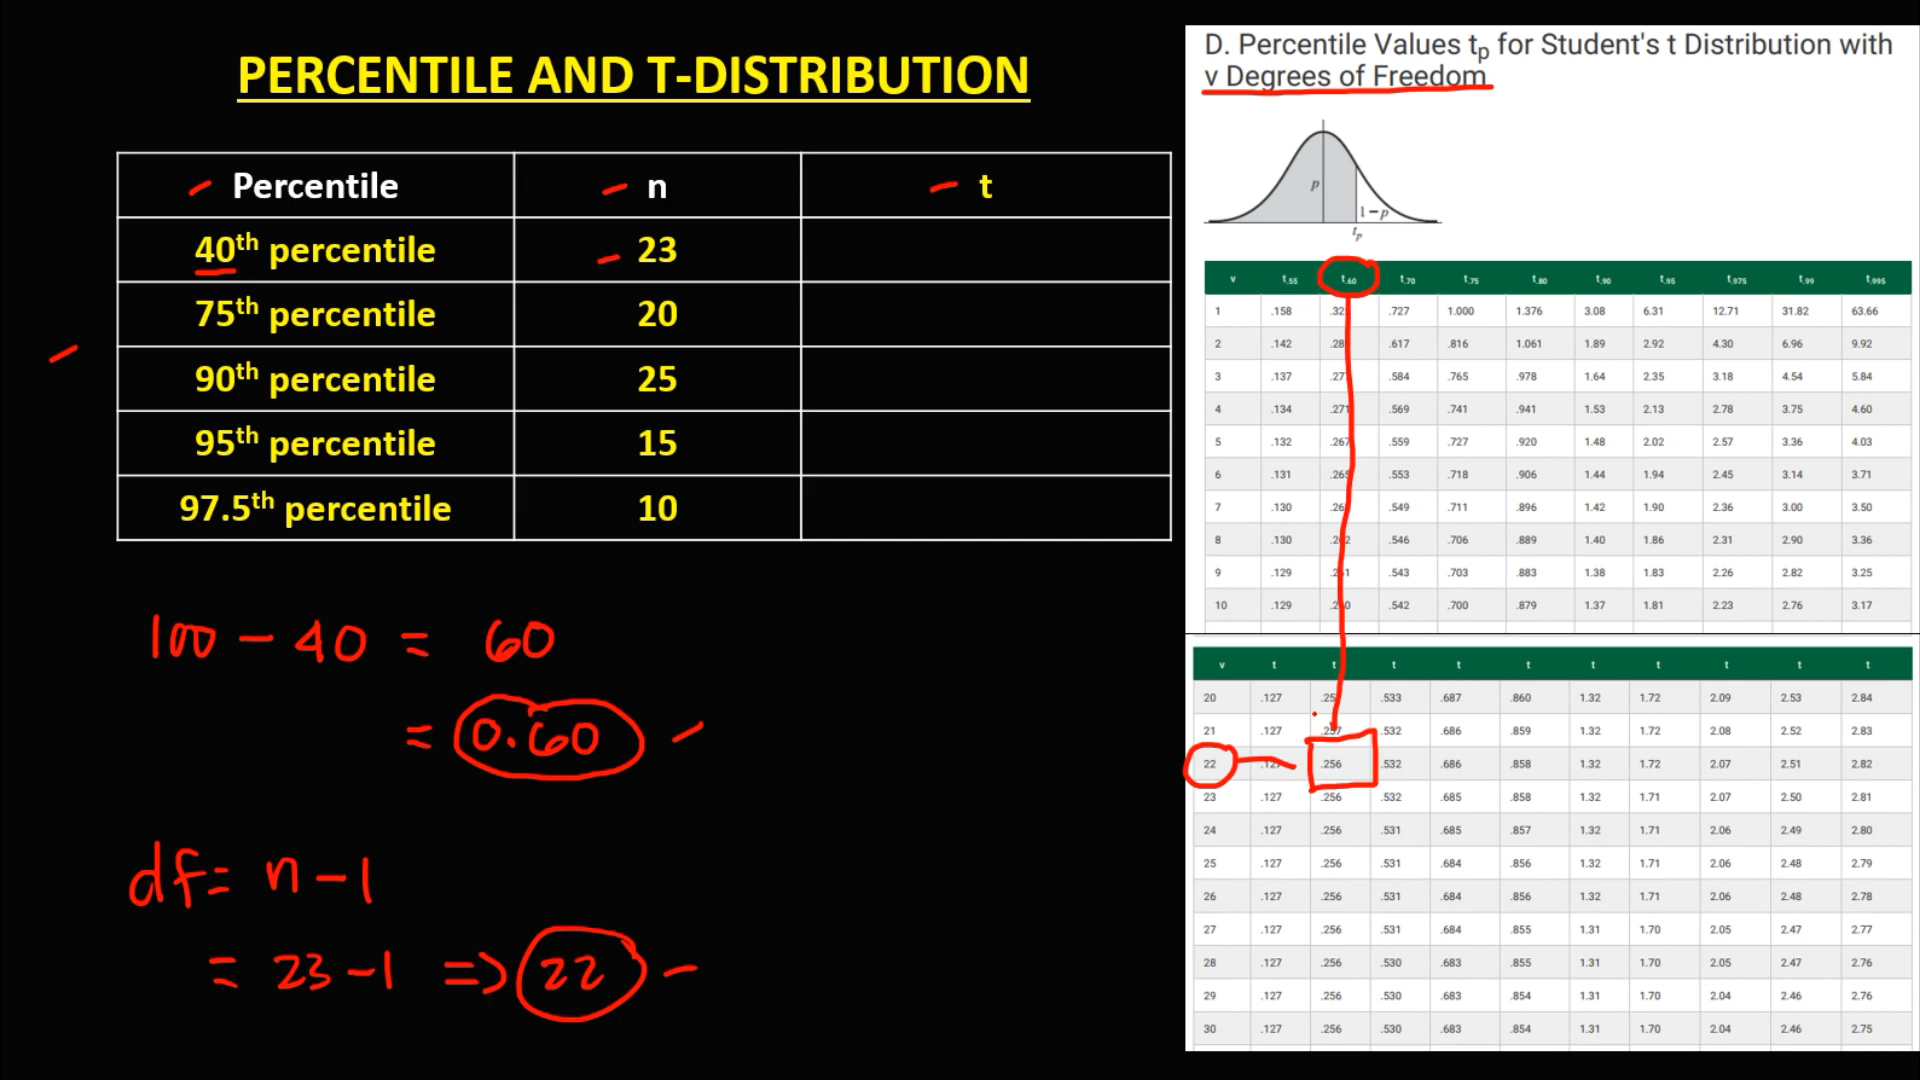 PERCENTILE AND T-DISTRIBUTION
Percentile n t
40th percentile 23
75th percentile 20
90th percentile 25
95th percentile 15
97.5th percentile 10
100 - 40 = 60
= 0.60
df = n - 1
= 23 - 1 => 22
D. Percentile Values tp for Student's t Distribution with
v Degrees of Freedom
p
1-p
tp
v t.55 t.60 t.70 t.75 t.80 t.90 t.95 t.975 t.99 t.995
1 .158 .727 1.000 1.376 3.08 6.31 12.71 31.82 63.66
2 .142 .617 .816 1.061 1.89 2.92 4.30 6.96 9.92
3 .137 .584 .765 .978 1.64 2.35 3.18 4.54 5.84
4 .134 .271 .569 .741 .941 1.53 2.13 2.78 3.75 4.60
5 .132 .267 .559 .727 .920 1.48 2.02 2.57 3.36 4.03
6 .131 .265 .553 .718 .906 1.44 1.94 2.45 3.14 3.71
7 .130 .549 .711 .896 1.42 1.90 2.36 3.00 3.50
8 .130 .546 .706 .889 1.40 1.86 2.31 2.90 3.36
9 .129 .543 .703 .883 1.38 1.83 2.26 2.82 3.25
10 .129 .542 .700 .879 1.37 1.81 2.23 2.76 3.17
v t t t t t t t t t t
20 .127 .533 .687 .860 1.32 1.72 2.09 2.53 2.84
21 .127 .257 .532 .686 .859 1.32 1.72 2.08 2.52 2.83
22 .127 .256 .532 .686 .858 1.32 1.72 2.07 2.51 2.82
23 .127 .256 .532 .685 .858 1.32 1.71 2.07 2.50 2.81
24 .127 .256 .531 .685 .857 1.32 1.71 2.06 2.49 2.80
25 .127 .256 .531 .684 .856 1.32 1.71 2.06 2.48 2.79
26 .127 .256 .531 .684 .856 1.32 1.71 2.06 2.48 2.78
27 .127 .256 .531 .684 .855 1.31 1.70 2.05 2.47 2.77
28 .127 .256 .530 .683 .855 1.31 1.70 2.05 2.47 2.76
29 .127 .256 .530 .683 .854 1.31 1.70 2.04 2.46 2.76
30 .127 .256 .530 .683 .854 1.31 1.70 2.04 2.46 2.75